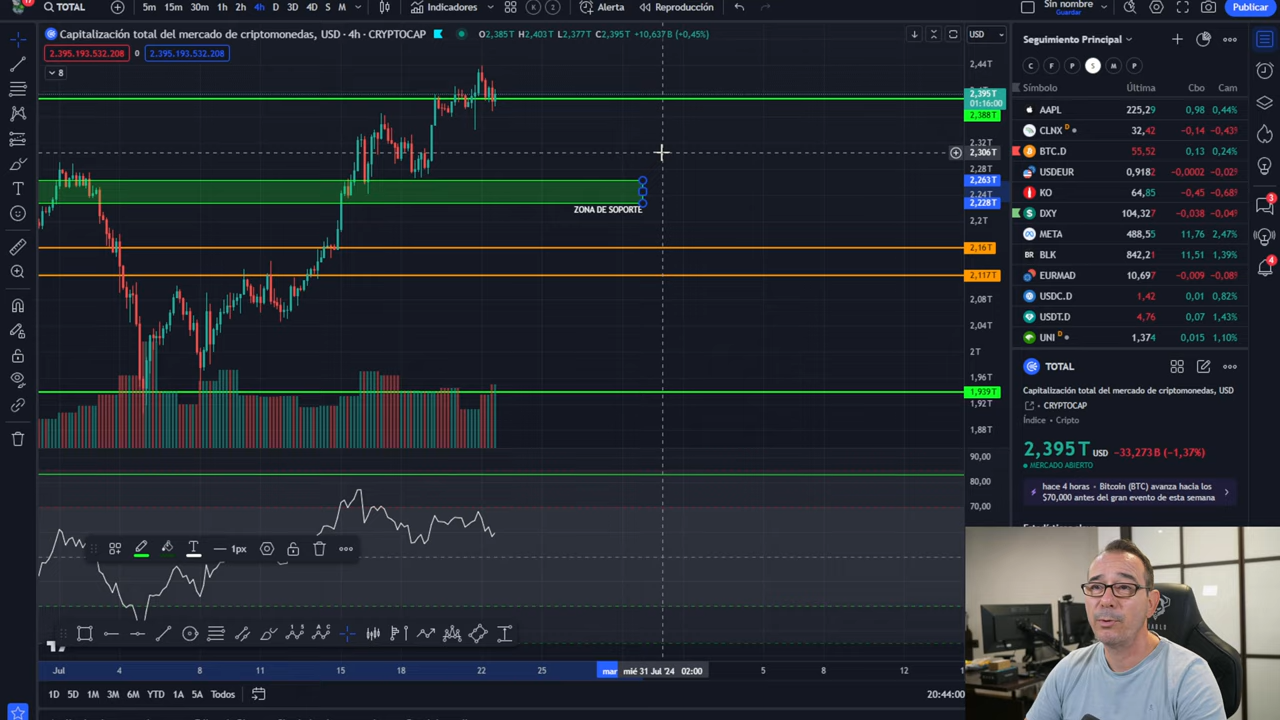 17
TOTAL
5m 15m 30m 1h 2h 4h D 2D 3D 4D S M
Indicadores
Alerta
Reproducción
Sin nombre
Guardar
Publicar
Capitalización total del mercado de criptomonedas, USD · 4h · CRYPTOCAP
O2,385T H2,403T L2,377T C2,395T +10,637B (+0,45%)
USD
2.395.193.532.208 0 2.395.193.532.208
8
2,44T
2,395T
01:16:00
2,388T
2,32T
2,306T
2,28T
2,263T
2,24T
2,228T
2,2T
2,16T
2,117T
2,08T
2,04T
2T
1,96T
1,939T
1,92T
1,88T
90,00
80,00
70,00
ZONA DE SOPORTE
1px
Jul 4 8 11 15 18 22 25 mar mié 31 Jul '24 02:00 5 8 12
1D 5D 1M 3M 6M YTD 1A 5A Todos
20:44:00
Seguimiento Principal
C F P S M P
Símbolo Última Cbo Cbo%
AAPL 225,29 0,98 0,44%
CLNX D 32,42 -0,14 -0,43%
BTC.D 55,52 0,13 0,24%
USDEUR 0,9182 -0,0002 -0,02%
KO 64,85 -0,45 -0,68%
DXY 104,327 -0,038 -0,04%
META 488,55 11,76 2,47%
BLK 842,21 11,51 1,39%
EURMAD 10,697 -0,009 -0,08%
USDC.D 1,42 0,01 0,82%
USDT.D 4,76 0,07 1,43%
UNI D 1,374 0,015 1,10%
3
4
TOTAL
Capitalización total del mercado de criptomonedas, USD
CRYPTOCAP
Índice · Cripto
2,395T USD −33,273B (−1,37%)
MERCADO ABIERTO
hace 4 horas · Bitcoin (BTC) avanza hacia los
$70,000 antes del gran evento de esta semana